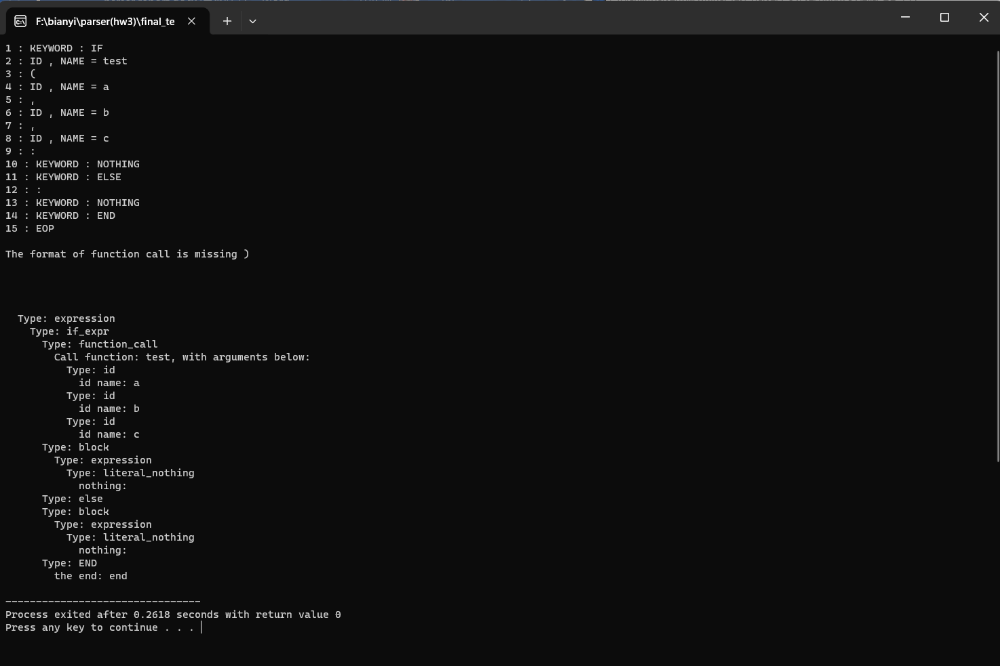 F:\bianyi\parser(hw3)\final_te
1 : KEYWORD : IF
2 : ID , NAME = test
3 : (
4 : ID , NAME = a
5 : ,
6 : ID , NAME = b
7 : ,
8 : ID , NAME = c
9 : :
10 : KEYWORD : NOTHING
11 : KEYWORD : ELSE
12 : :
13 : KEYWORD : NOTHING
14 : KEYWORD : END
15 : EOP
The format of function call is missing )
Type: expression
Type: if_expr
Type: function_call
Call function: test, with arguments below:
Type: id
id name: a
Type: id
id name: b
Type: id
id name: c
Type: block
Type: expression
Type: literal_nothing
nothing:
Type: else
Type: block
Type: expression
Type: literal_nothing
nothing:
Type: END
the end: end
--------------------------------
Process exited after 0.2618 seconds with return value 0
Press any key to continue . . .